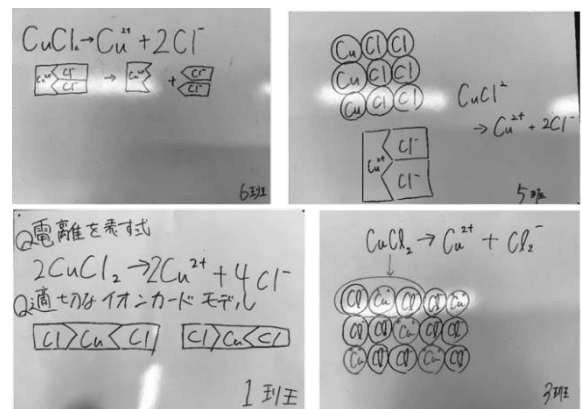 CuCl₂→Cu²⁺+2Cl⁻
Cu²⁺ Cl⁻ Cl⁻ → Cu²⁺ + Cl⁻ Cl⁻
6班
Cu Cl Cl
Cu Cl Cl
Cu Cl Cl
CuCl²
→Cu²⁺+2Cl⁻
Cu²⁺ Cl⁻ Cl⁻
5班
Q電離を表す式
2CuCl₂→2Cu²⁺+4Cl⁻
Q適切なイオンカードモデル
Cl Cu Cl Cl Cu Cl
1班
CuCl₂→Cu²⁺+Cl₂⁻
3班